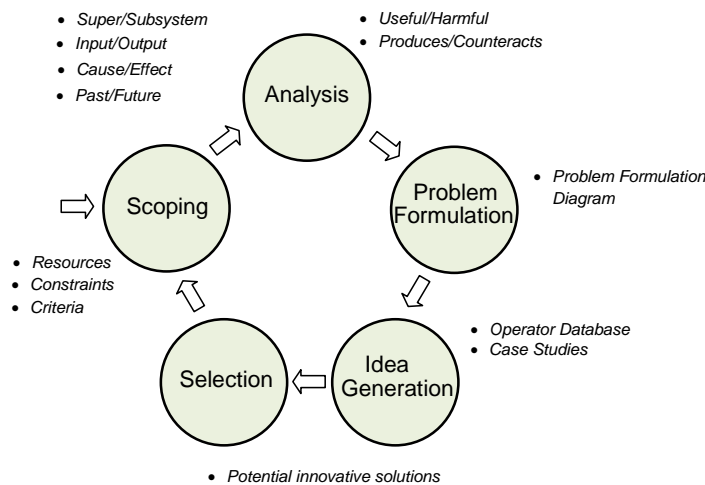 • Super/Subsystem
• Input/Output
• Cause/Effect
• Past/Future
• Useful/Harmful
• Produces/Counteracts
Analysis
Scoping
Problem
Formulation
• Problem Formulation
Diagram
• Resources
• Constraints
• Criteria
Selection
Idea
Generation
• Operator Database
• Case Studies
• Potential innovative solutions